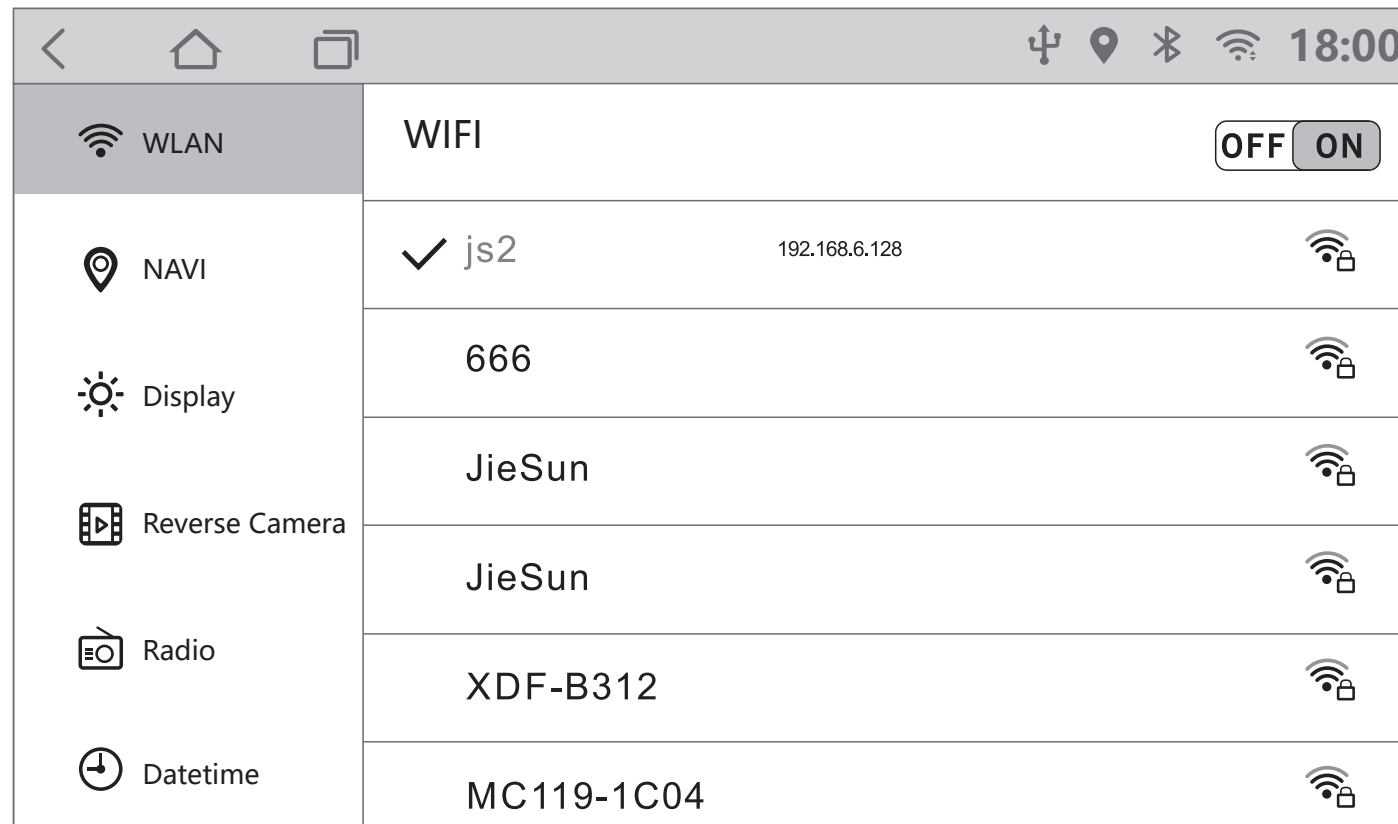 18:00
WLAN
NAVI
Display
Reverse Camera
Radio
Datetime
WIFI
OFF ON
js2 192.168.6.128
666
JieSun
JieSun
XDF-B312
MC119-1C04